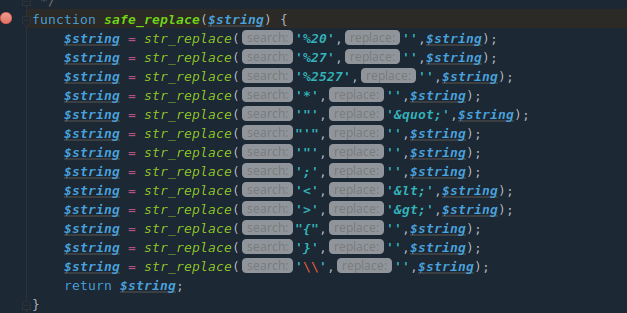 */
function safe_replace($string) {
$string = str_replace( search: '%20', replace: '',$string);
$string = str_replace( search: '%27', replace: '',$string);
$string = str_replace( search: '%2527', replace: '',$string);
$string = str_replace( search: '*', replace: '',$string);
$string = str_replace( search: '"', replace: '&quot;',$string);
$string = str_replace( search: "'", replace: '',$string);
$string = str_replace( search: '"', replace: '',$string);
$string = str_replace( search: ';', replace: '',$string);
$string = str_replace( search: '<', replace: '&lt;',$string);
$string = str_replace( search: '>', replace: '&gt;',$string);
$string = str_replace( search: "{", replace: '',$string);
$string = str_replace( search: '}', replace: '',$string);
$string = str_replace( search: '\\', replace: '',$string);
return $string;
}